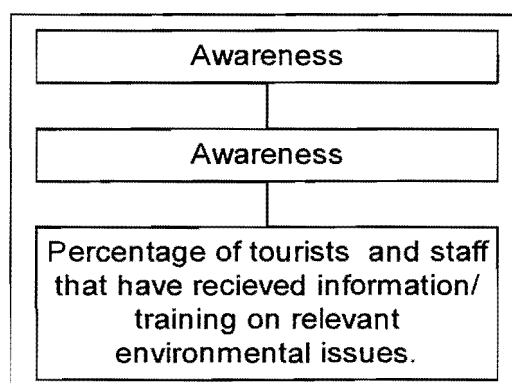 Awareness
Awareness
Percentage of tourists and staff
that have recieved information/
training on relevant
environmental issues.